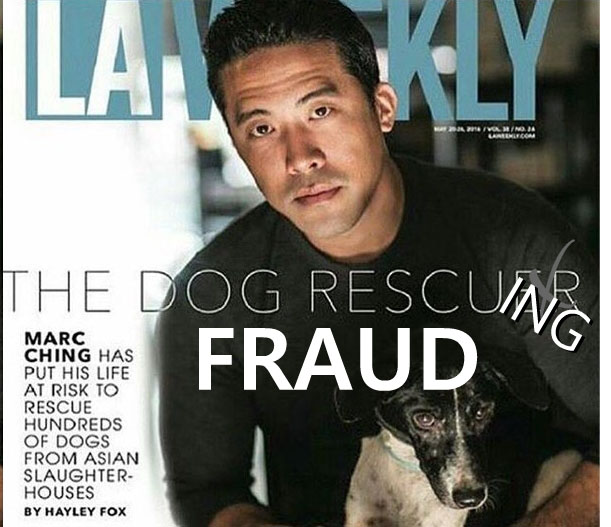 LA WEEKLY
MAY 20-26, 2016 / VOL. 38 / NO. 26
LAWEEKLY.COM
THE DOG RESCUER
ING
FRAUD
MARC
CHING HAS
PUT HIS LIFE
AT RISK TO
RESCUE
HUNDREDS
OF DOGS
FROM ASIAN
SLAUGHTER-
HOUSES
BY HAYLEY FOX